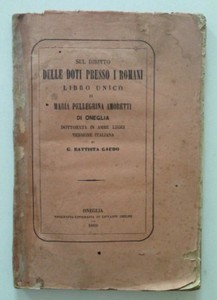 SUL DIRITTO
DELLE DOTI PRESSO I ROMANI
LIBRO UNICO
DI
MARIA PELLEGRINA AMORETTI
DI ONEGLIA
DOTTORATA IN AMBE LEGGI
VERSIONE ITALIANA
DI
G. BATTISTA GAUDO
ONEGLIA